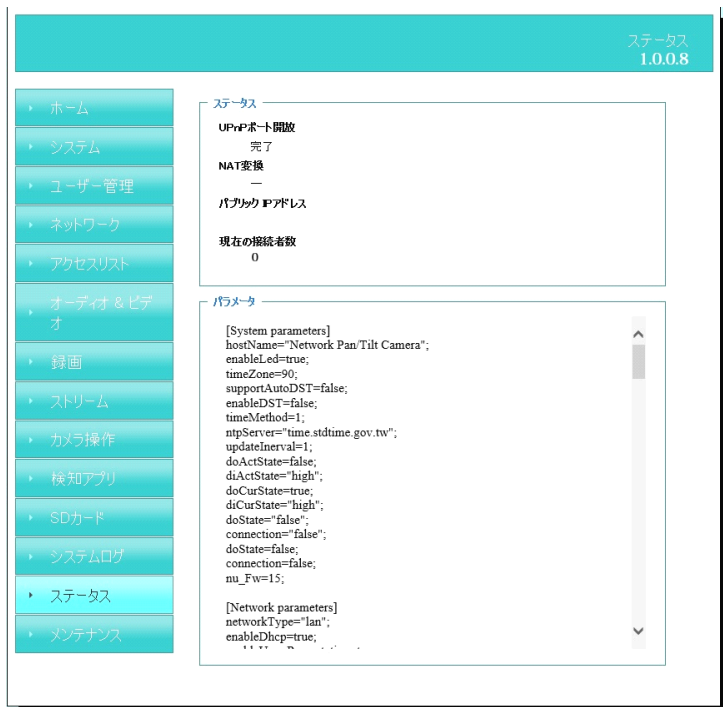 ステータス
1.0.0.8
ホーム
システム
ユーザー管理
ネットワーク
アクセスリスト
オーディオ & ビデ
オ
録画
ストリーム
カメラ操作
検知アプリ
SDカード
システムログ
ステータス
メンテナンス
ステータス
UPnPポート開放
完了
NAT変換
—
パブリック IPアドレス
現在の接続者数
0
パラメータ
[System parameters]
hostName="Network Pan/Tilt Camera";
enableLed=true;
timeZone=90;
supportAutoDST=false;
enableDST=false;
timeMethod=1;
ntpServer="time.stdtime.gov.tw";
updateInerval=1;
doActState=false;
diActState="high";
doCurState=true;
diCurState="high";
doState="false";
connection="false";
doState=false;
connection=false;
nu_Fw=15;
[Network parameters]
networkType="lan";
enableDhcp=true;